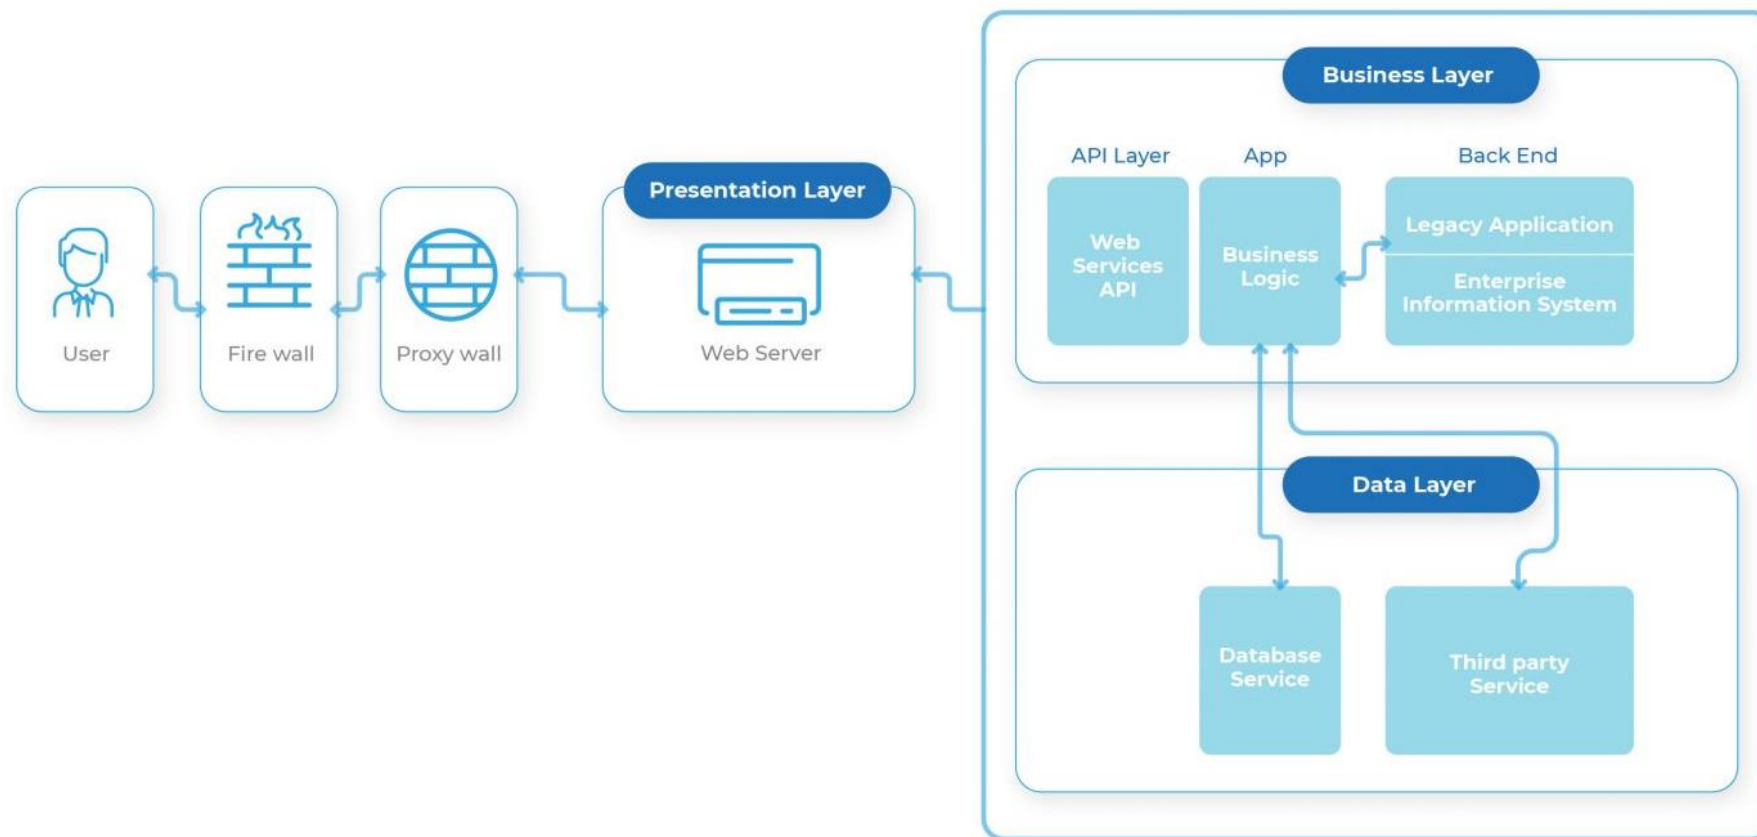 Business Layer
API Layer
App
Back End
Presentation Layer
Web
Services
API
Business
Logic
Legacy Application
Enterprise
Information System
User
Fire wall
Proxy wall
Web Server
Data Layer
Database
Service
Third party
Service